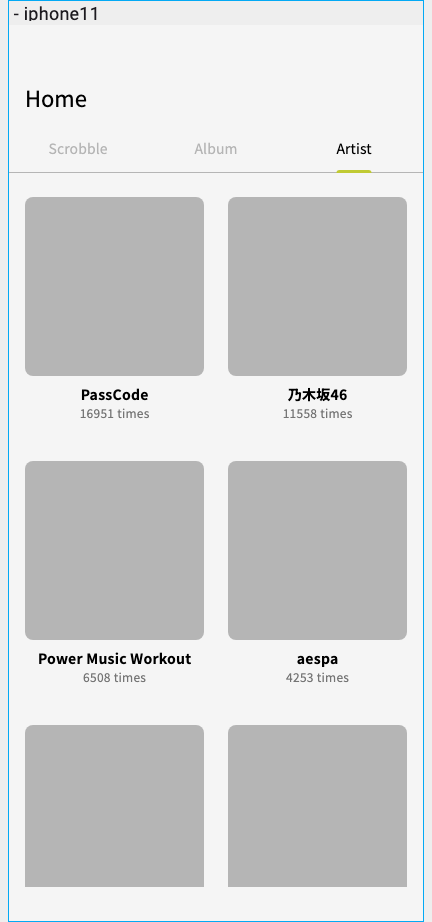 - iphone11
Home
Scrobble Album Artist
PassCode 乃木坂46
16951 times 11558 times
Power Music Workout aespa
6508 times 4253 times